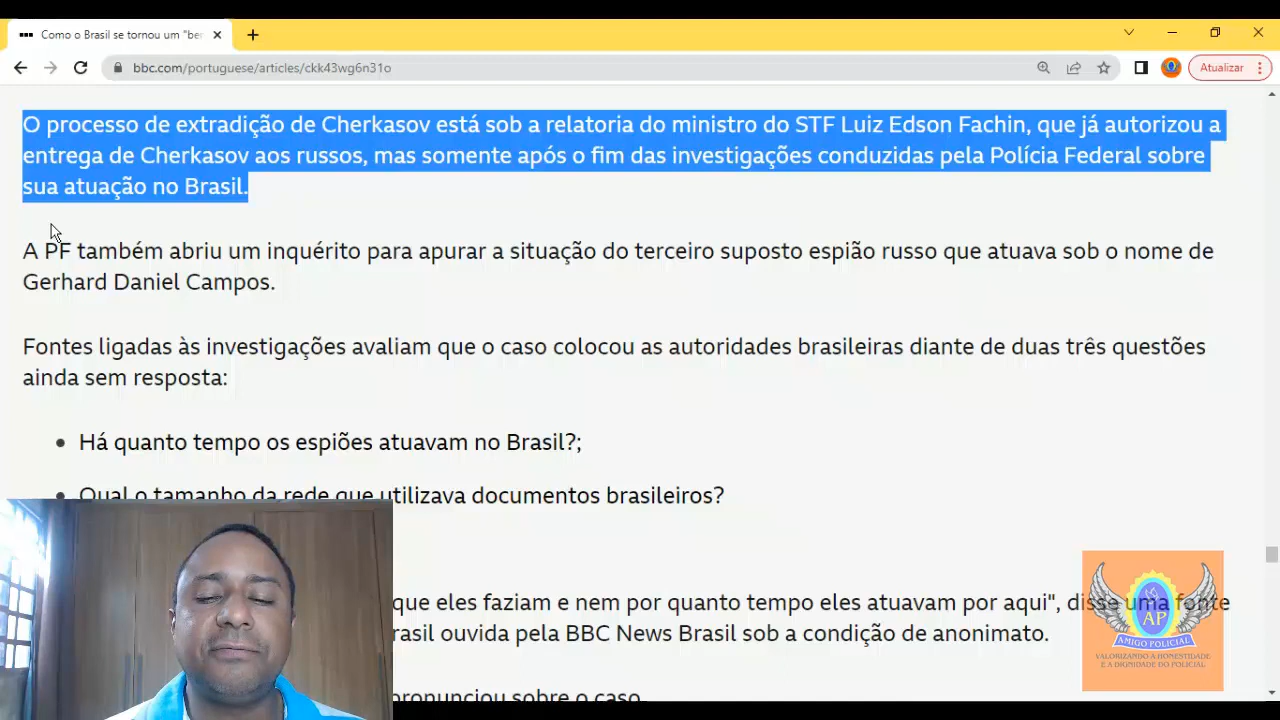 Como o Brasil se tornou um "ber
bbc.com/portuguese/articles/ckk43wg6n31o
Atualizar
O processo de extradição de Cherkasov está sob a relatoria do ministro do STF Luiz Edson Fachin, que já autorizou a
entrega de Cherkasov aos russos, mas somente após o fim das investigações conduzidas pela Polícia Federal sobre
sua atuação no Brasil.
A PF também abriu um inquérito para apurar a situação do terceiro suposto espião russo que atuava sob o nome de
Gerhard Daniel Campos.
Fontes ligadas às investigações avaliam que o caso colocou as autoridades brasileiras diante de duas três questões
ainda sem resposta:
Há quanto tempo os espiões atuavam no Brasil?;
Qual o tamanho da rede que utilizava documentos brasileiros?
que eles faziam e nem por quanto tempo eles atuavam por aqui", disse uma fonte
rasil ouvida pela BBC News Brasil sob a condição de anonimato.
pronunciou sobre o caso.
AP
AMIGO POLICIAL
VALORIZANDO A HONESTIDADE
E A DIGNIDADE DO POLICIAL